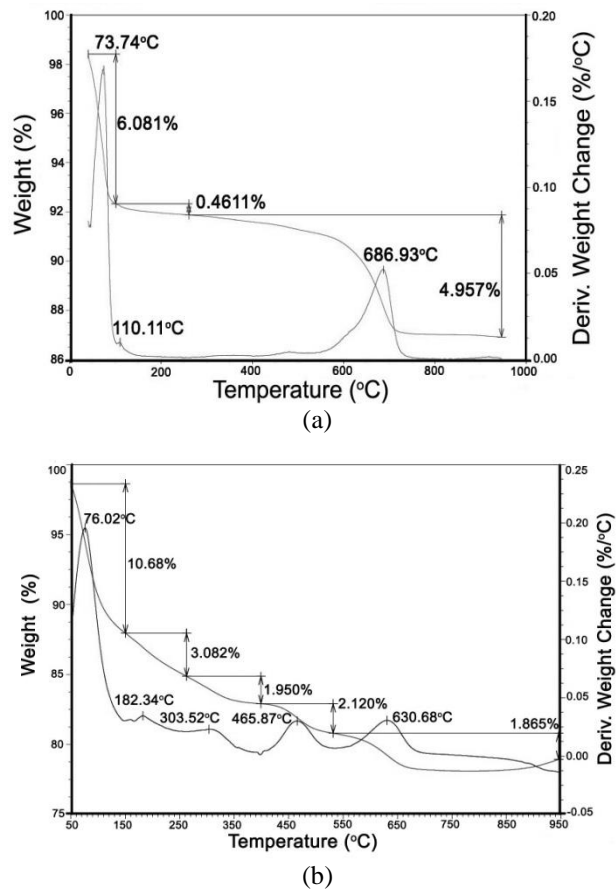 0.20
73.74°C
98
96
6.081%
0.15
94
92
0.4611%
0.10
90
686.93°C
4.957%
0.05
88
110.11°C
86
0.00
0 200 400 600 800 1000
Weight (%)
Deriv. Weight Change (%/°C)
Temperature (°C)
(a)
100
0.25
76.02°C
0.20
95
10.68%
0.15
90
3.082%
0.10
85
1.950%
2.120%
0.05
182.34°C
303.52°C
465.87°C
630.68°C
1.865%
80
0.00
75
-0.05
50 150 250 350 450 550 650 750 850 950
Weight (%)
Deriv. Weight Change (%/°C)
Temperature (°C)
(b)